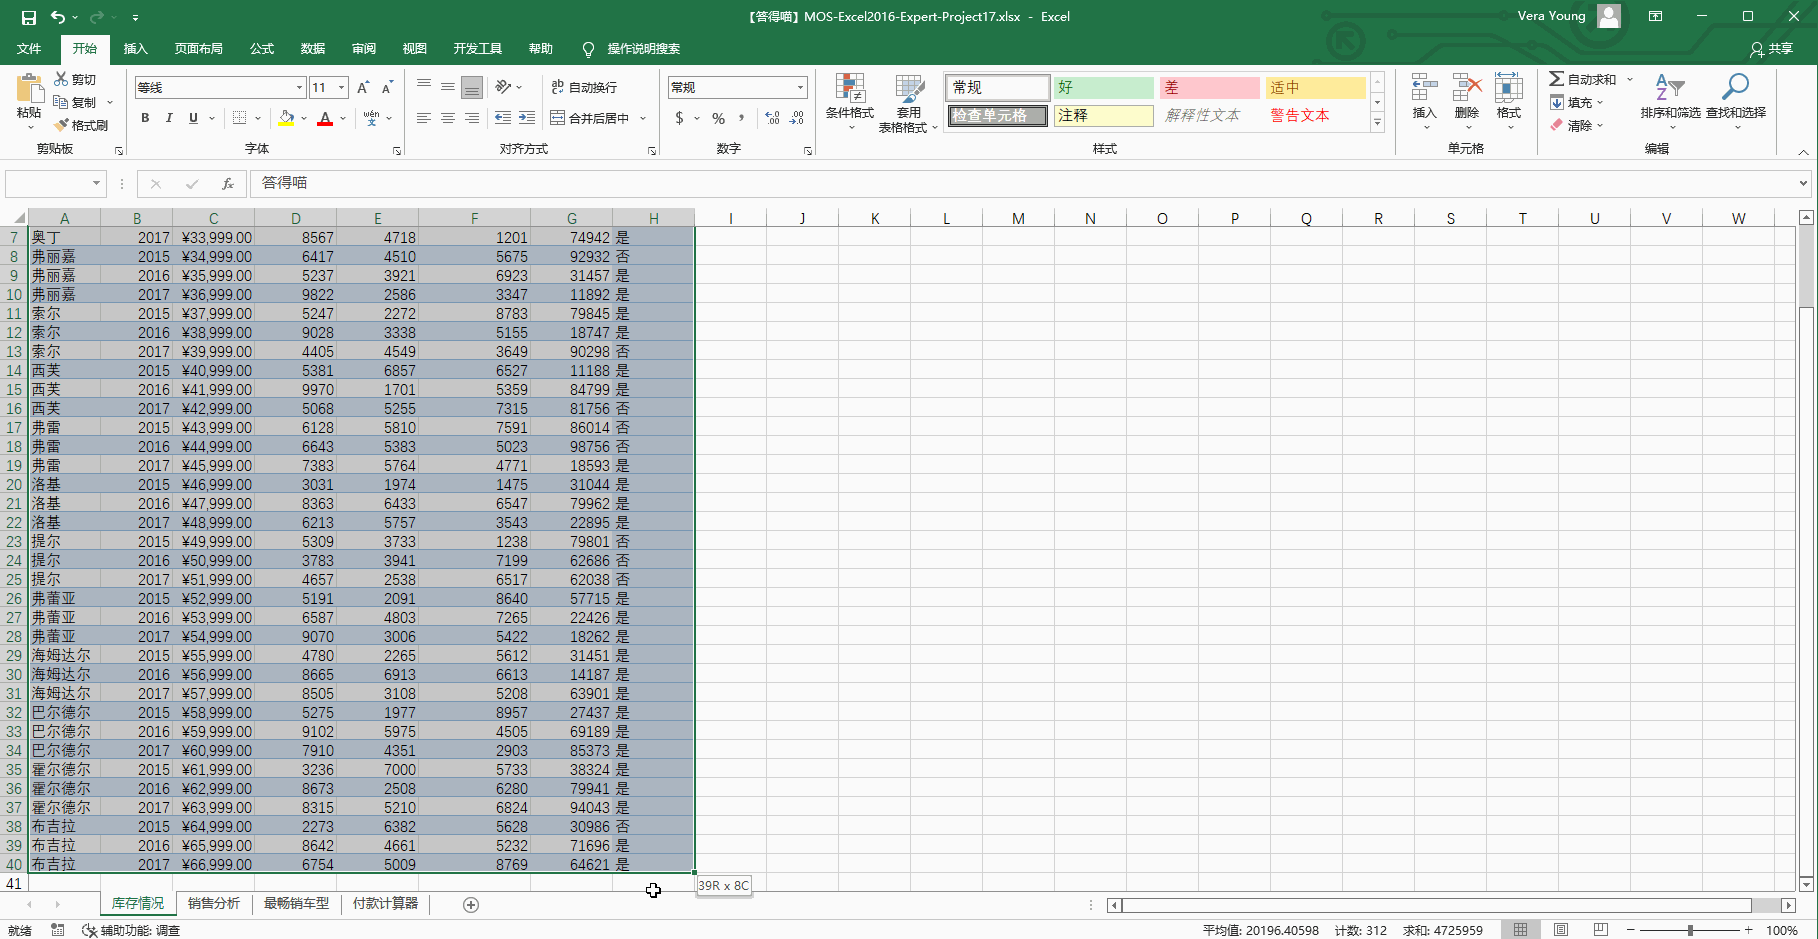 【答得喵】MOS-Excel2016-Expert-Project17.xlsx - Excel
Vera Young
文件 开始 插入 页面布局 公式 数据 审阅 视图 开发工具 帮助 操作说明搜索 共享
粘贴 剪切 复制 格式刷 剪贴板
等线 11 B I U A wén 字体
自动换行 合并后居中 对齐方式
常规 $ % 数字
条件格式 套用表格格式
常规 好 差 适中
检查单元格 注释 解释性文本 警告文本
样式
插入 删除 格式 单元格
自动求和 填充 清除 排序和筛选 查找和选择 编辑
fx 答得喵
A B C D E F G H I J K L M N O P Q R S T U V W
7 奥丁 2017 ¥33,999.00 8567 4718 1201 74942 是
8 弗丽嘉 2015 ¥34,999.00 6417 4510 5675 92932 否
9 弗丽嘉 2016 ¥35,999.00 5237 3921 6923 31457 是
10 弗丽嘉 2017 ¥36,999.00 9822 2586 3347 11892 是
11 索尔 2015 ¥37,999.00 5247 2272 8783 79845 是
12 索尔 2016 ¥38,999.00 9028 3338 5155 18747 是
13 索尔 2017 ¥39,999.00 4405 4549 3649 90298 否
14 西芙 2015 ¥40,999.00 5381 6857 6527 11188 是
15 西芙 2016 ¥41,999.00 9970 1701 5359 84799 是
16 西芙 2017 ¥42,999.00 5068 5255 7315 81756 否
17 弗雷 2015 ¥43,999.00 6128 5810 7591 86014 否
18 弗雷 2016 ¥44,999.00 6643 5383 5023 98756 否
19 弗雷 2017 ¥45,999.00 7383 5764 4771 18593 是
20 洛基 2015 ¥46,999.00 3031 1974 1475 31044 是
21 洛基 2016 ¥47,999.00 8363 6433 6547 79962 是
22 洛基 2017 ¥48,999.00 6213 5757 3543 22895 是
23 提尔 2015 ¥49,999.00 5309 3733 1238 79801 否
24 提尔 2016 ¥50,999.00 3783 3941 7199 62686 否
25 提尔 2017 ¥51,999.00 4657 2538 6517 62038 否
26 弗蕾亚 2015 ¥52,999.00 5191 2091 8640 57715 是
27 弗蕾亚 2016 ¥53,999.00 6587 4803 7265 22426 是
28 弗蕾亚 2017 ¥54,999.00 9070 3006 5422 18262 是
29 海姆达尔 2015 ¥55,999.00 4780 2265 5612 31451 是
30 海姆达尔 2016 ¥56,999.00 8665 6913 6613 14187 是
31 海姆达尔 2017 ¥57,999.00 8505 3108 5208 63901 是
32 巴尔德尔 2015 ¥58,999.00 5275 1977 8957 27437 是
33 巴尔德尔 2016 ¥59,999.00 9102 5975 4505 69189 是
34 巴尔德尔 2017 ¥60,999.00 7910 4351 2903 85373 是
35 霍尔德尔 2015 ¥61,999.00 3236 7000 5733 38324 是
36 霍尔德尔 2016 ¥62,999.00 8673 2508 6280 79941 是
37 霍尔德尔 2017 ¥63,999.00 8315 5210 6824 94043 是
38 布吉拉 2015 ¥64,999.00 2273 6382 5628 30986 否
39 布吉拉 2016 ¥65,999.00 8642 4661 5232 71696 是
40 布吉拉 2017 ¥66,999.00 6754 5009 8769 64621 是
41
39R x 8C
库存情况 销售分析 最畅销车型 付款计算器
就绪 辅助功能: 调查 平均值: 20196.40598 计数: 312 求和: 4725959 100%